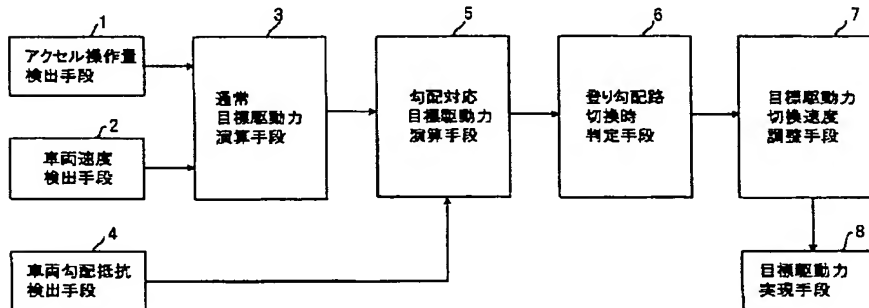 1
アクセル操作量
検出手段
2
車両速度
検出手段
3
通常
目標駆動力
演算手段
4
車両勾配抵抗
検出手段
5
勾配対応
目標駆動力
演算手段
6
登り勾配路
切換時
判定手段
7
目標駆動力
切換速度
調整手段
8
目標駆動力
実現手段